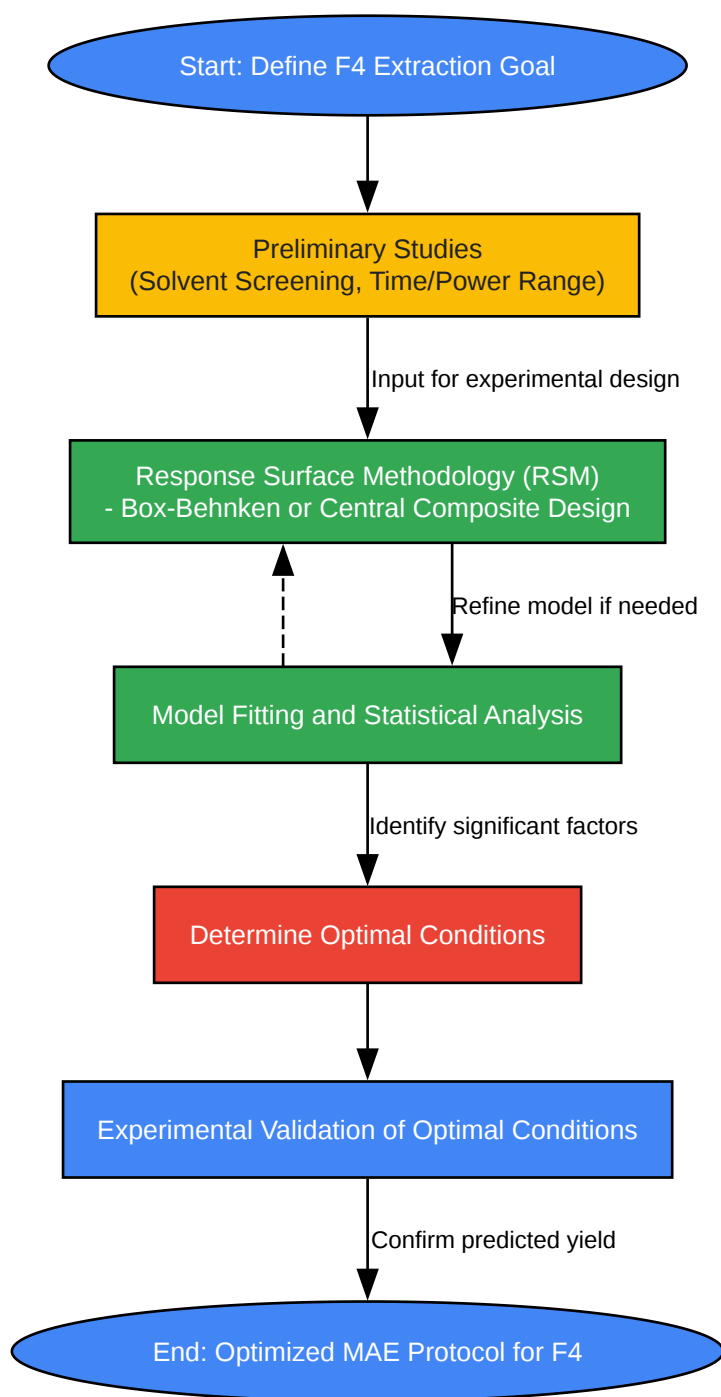 Start: Define F4 Extraction Goal
Preliminary Studies
(Solvent Screening, Time/Power Range)
Input for experimental design
Response Surface Methodology (RSM)
- Box-Behnken or Central Composite Design
Refine model if needed
Model Fitting and Statistical Analysis
Identify significant factors
Determine Optimal Conditions
Experimental Validation of Optimal Conditions
Confirm predicted yield
End: Optimized MAE Protocol for F4